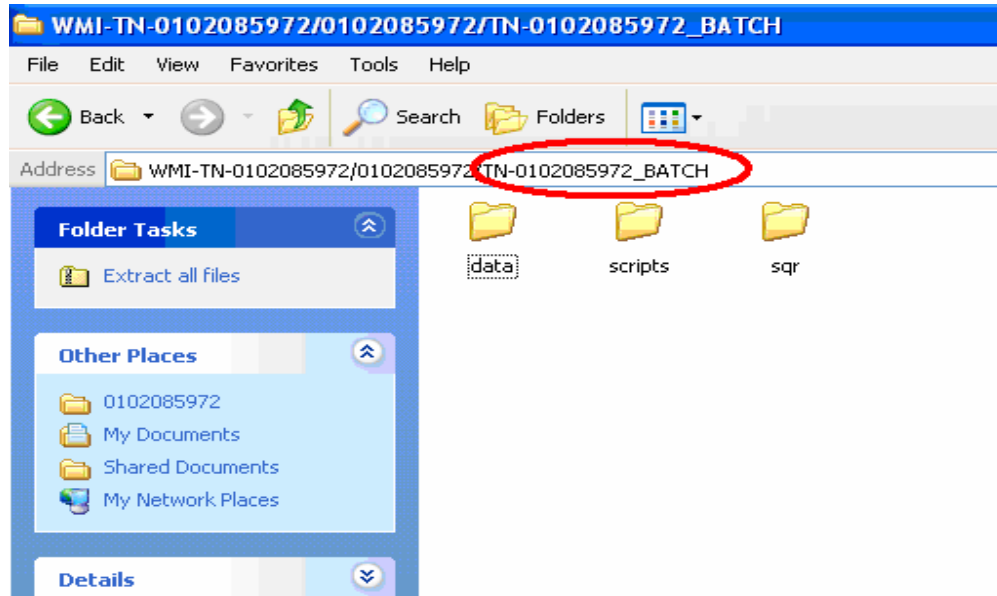 WMI-TN-0102085972/0102085972/TN-0102085972_BATCH
File Edit View Favorites Tools Help
Back Search Folders
Address WMI-TN-0102085972/0102085972/TN-0102085972_BATCH
Folder Tasks
Extract all files
Other Places
0102085972
My Documents
Shared Documents
My Network Places
Details
data scripts sqr